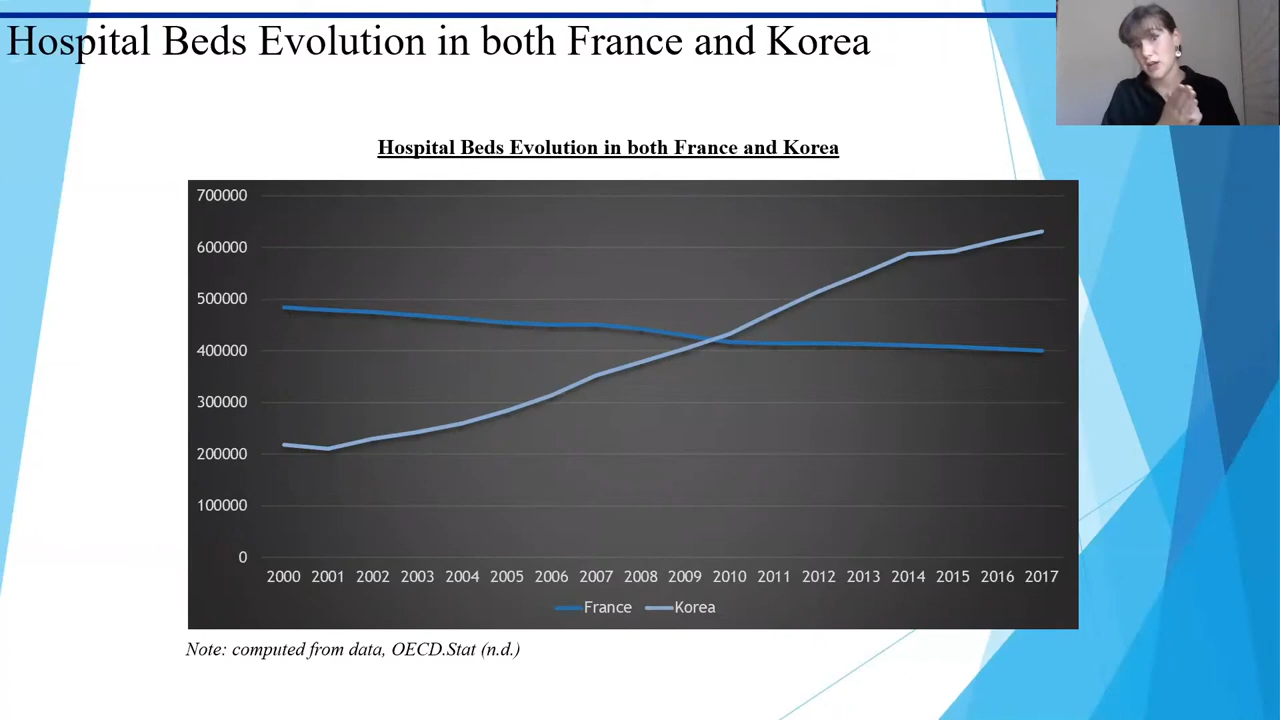 Hospital Beds Evolution in both France and Korea
Hospital Beds Evolution in both France and Korea
700000
600000
500000
400000
300000
200000
100000
0
2000 2001 2002 2003 2004 2005 2006 2007 2008 2009 2010 2011 2012 2013 2014 2015 2016 2017
France Korea
Note: computed from data, OECD.Stat (n.d.)